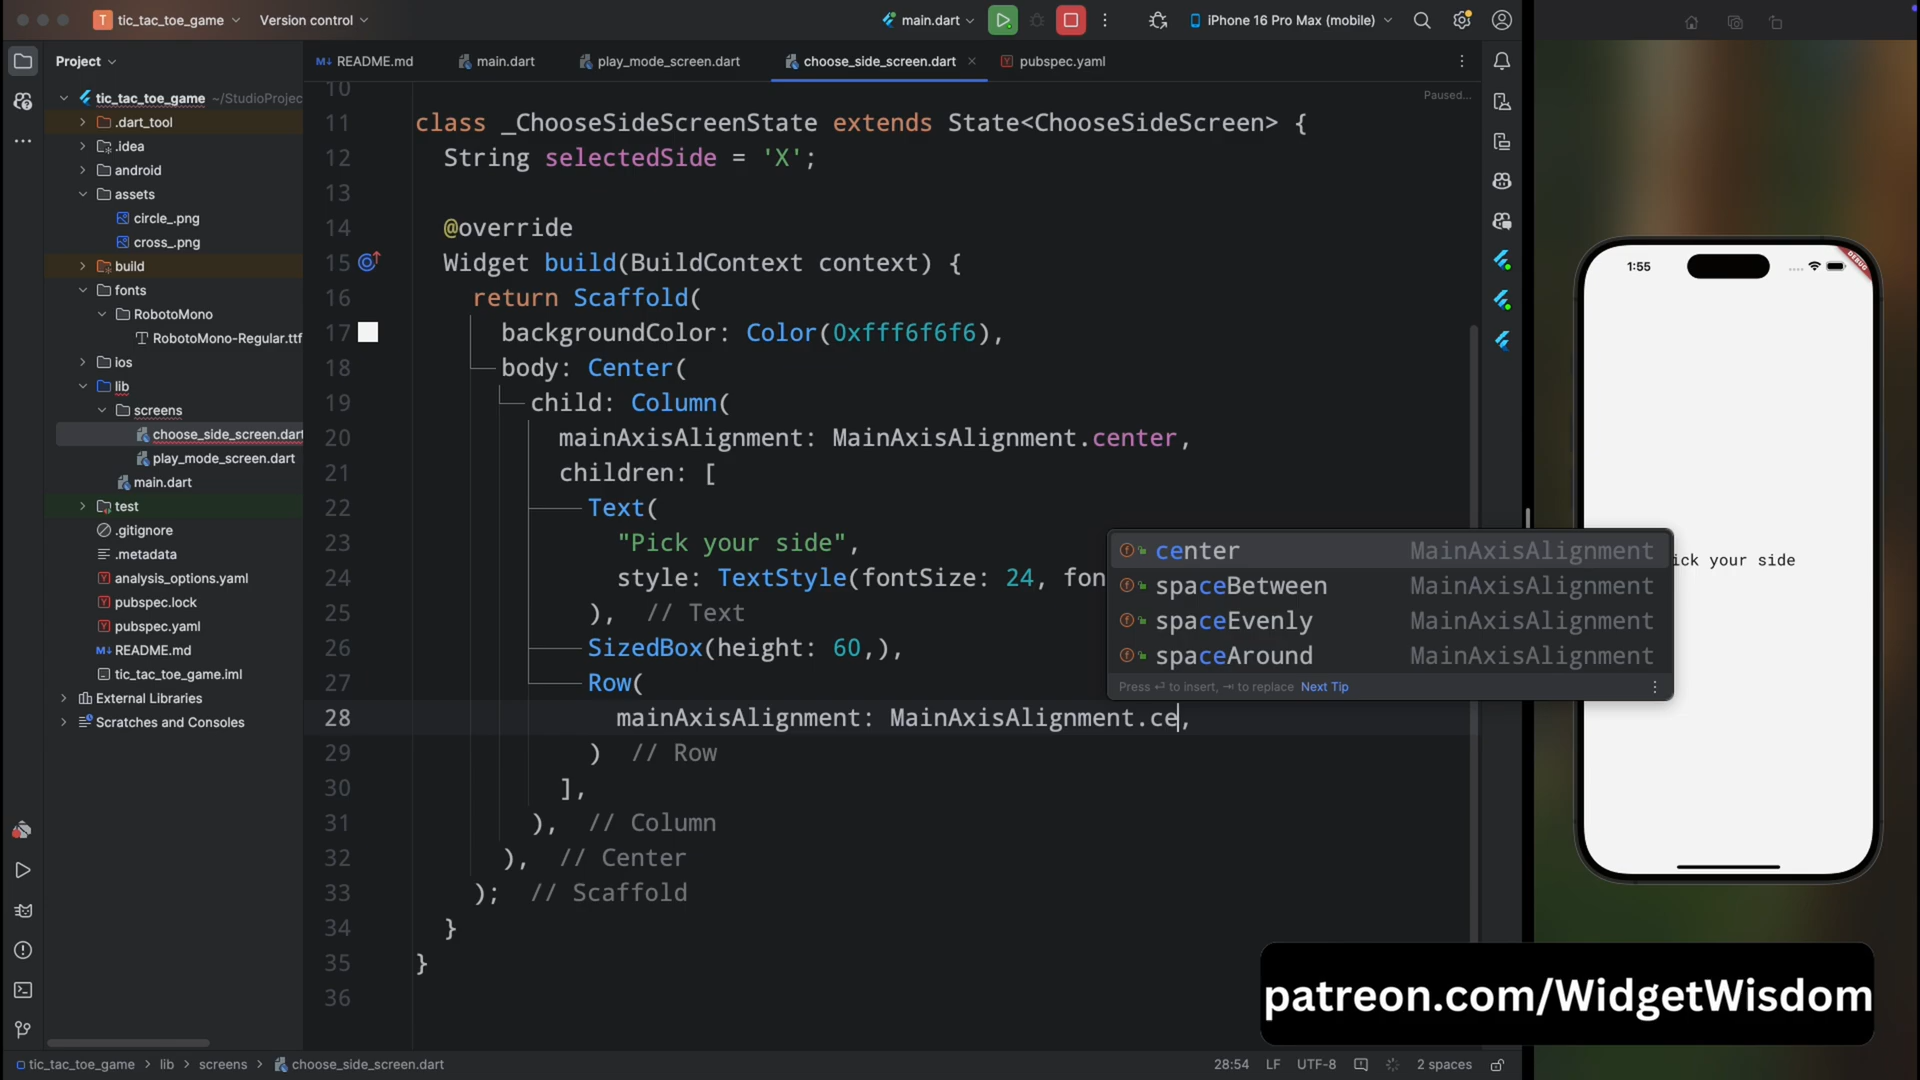 tic_tac_toe_game
Version control
main.dart
iPhone 16 Pro Max (mobile)
Project
README.md
main.dart
play_mode_screen.dart
choose_side_screen.dart
pubspec.yaml
tic_tac_toe_game ~/StudioProjec
.dart_tool
.idea
android
assets
circle_.png
cross_.png
build
fonts
RobotoMono
RobotoMono-Regular.ttf
ios
lib
screens
choose_side_screen.dart
play_mode_screen.dart
main.dart
test
.gitignore
.metadata
analysis_options.yaml
pubspec.lock
pubspec.yaml
README.md
tic_tac_toe_game.iml
External Libraries
Scratches and Consoles
Paused...
10
11 class _ChooseSideScreenState extends State<ChooseSideScreen> {
12 String selectedSide = 'X';
13
14 @override
15 Widget build(BuildContext context) {
16 return Scaffold(
17 backgroundColor: Color(0xfff6f6f6),
18 body: Center(
19 child: Column(
20 mainAxisAlignment: MainAxisAlignment.center,
21 children: [
22 Text(
23 "Pick your side",
24 style: TextStyle(fontSize: 24, fon
25 ), // Text
26 SizedBox(height: 60,),
27 Row(
28 mainAxisAlignment: MainAxisAlignment.ce,
29 ) // Row
30 ],
31 ), // Column
32 ), // Center
33 ); // Scaffold
34 }
35 }
36
center MainAxisAlignment
spaceBetween MainAxisAlignment
spaceEvenly MainAxisAlignment
spaceAround MainAxisAlignment
Press ↵ to insert, ⇥ to replace Next Tip
1:55
DEBUG
ick your side
patreon.com/WidgetWisdom
tic_tac_toe_game > lib > screens > choose_side_screen.dart
28:54 LF UTF-8 2 spaces